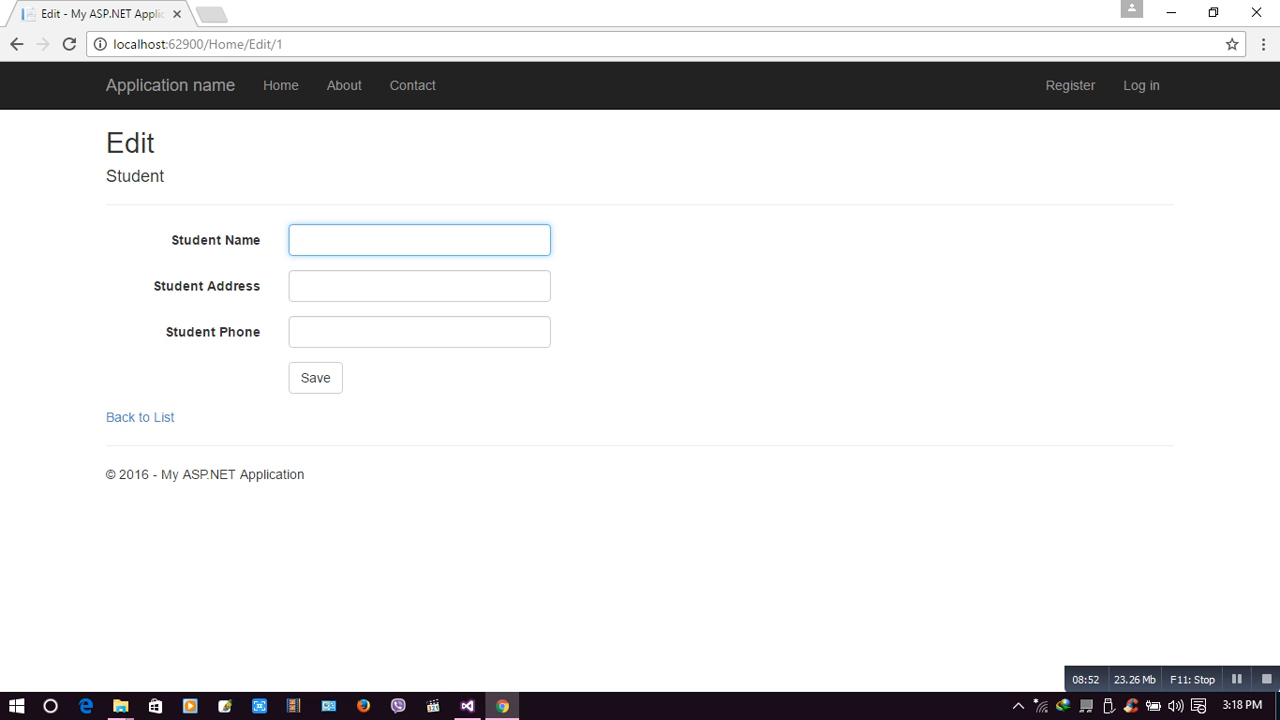 Edit - My ASP.NET Applic
localhost:62900/Home/Edit/1
Application name Home About Contact Register Log in
Edit
Student
Student Name
Student Address
Student Phone
Save
Back to List
© 2016 - My ASP.NET Application
08:52 23.26 Mb F11: Stop
3:18 PM